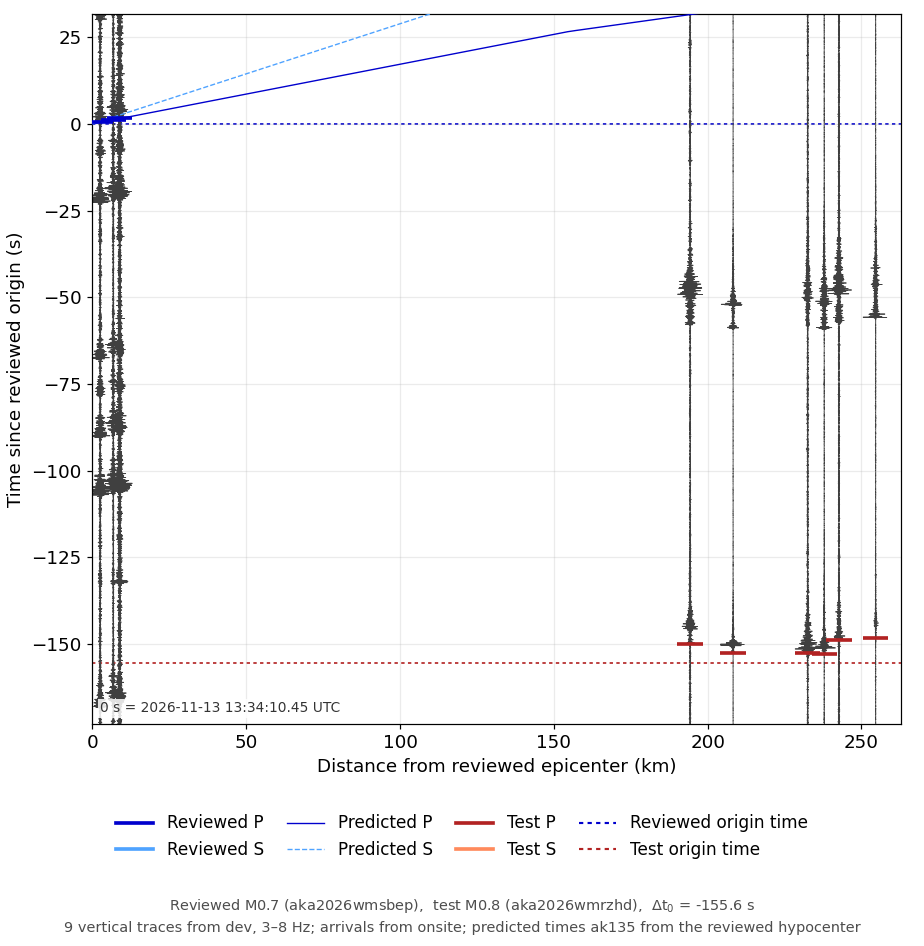 25
0
−25
−50
−75
−100
−125
−150
Time since reviewed origin (s)
0 s = 2026-11-13 13:34:10.45 UTC
0 50 100 150 200 250
Distance from reviewed epicenter (km)
Reviewed P Predicted P Test P Reviewed origin time
Reviewed S Predicted S Test S Test origin time
Reviewed M0.7 (aka2026wmsbep), test M0.8 (aka2026wmrzhd), Δt₀ = -155.6 s
9 vertical traces from dev, 3–8 Hz; arrivals from onsite; predicted times ak135 from the reviewed hypocenter